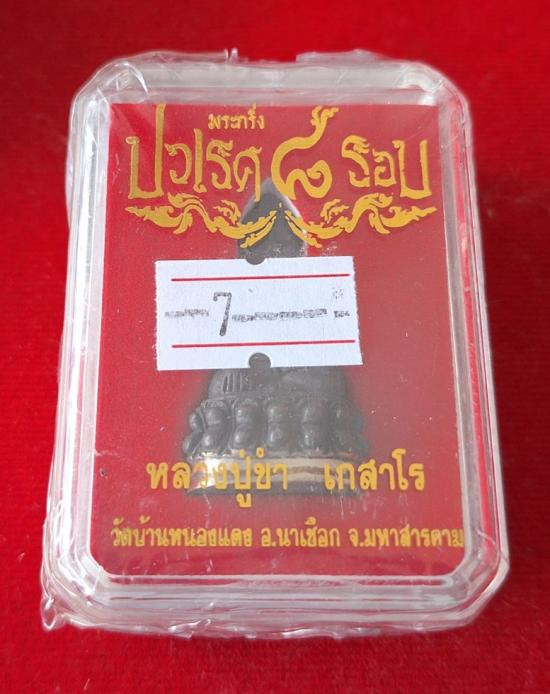 พระกริ่ง
ปวเรศ ๘ รอบ
7
หลวงปู่ขำ เกสาโร
วัดบ้านหนองแดง อ.นาเชือก จ.มหาสารคาม